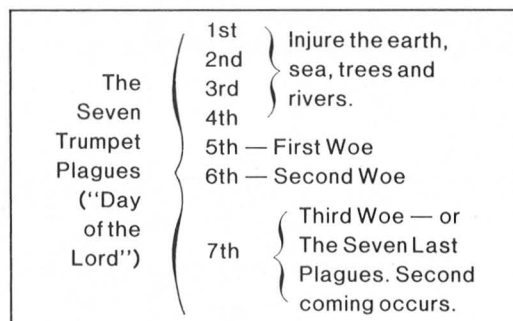 The
Seven
Trumpet
Plagues
("Day
of the
Lord")
1st
2nd
3rd
4th
Injure the earth,
sea, trees and
rivers.
5th — First Woe
6th — Second Woe
7th
Third Woe — or
The Seven Last
Plagues. Second
coming occurs.